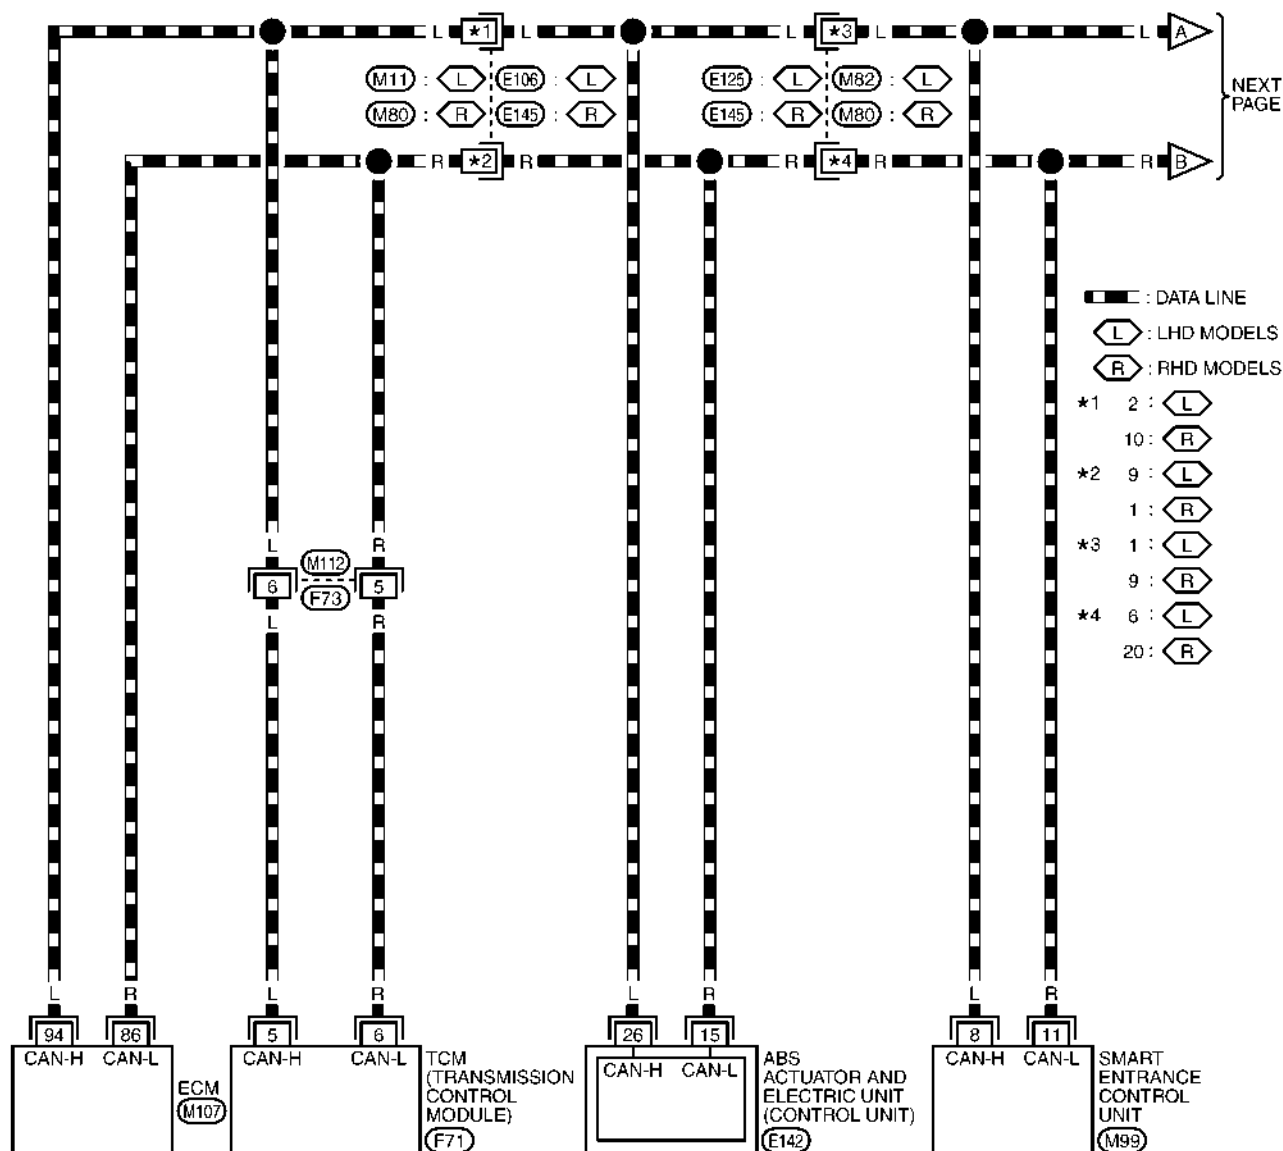 L *1 L L *3 L L A
M11 : L E106 : L E125 : L M82 : L
M80 : R E145 : R E145 : R M80 : R
NEXT
PAGE
R *2 R R *4 R R B
: DATA LINE
L : LHD MODELS
R : RHD MODELS
*1 2 : L
10 : R
*2 9 : L
1 : R
*3 1 : L
9 : R
*4 6 : L
20 : R
L R
M112
6 5
F73
L R
L R L R L R L R
94 86 5 6 26 15 8 11
CAN-H CAN-L
ECM
M107
CAN-H CAN-L
TCM
(TRANSMISSION
CONTROL
MODULE)
F71
CAN-H CAN-L
ABS
ACTUATOR AND
ELECTRIC UNIT
(CONTROL UNIT)
E142
CAN-H CAN-L
SMART
ENTRANCE
CONTROL
UNIT
M99